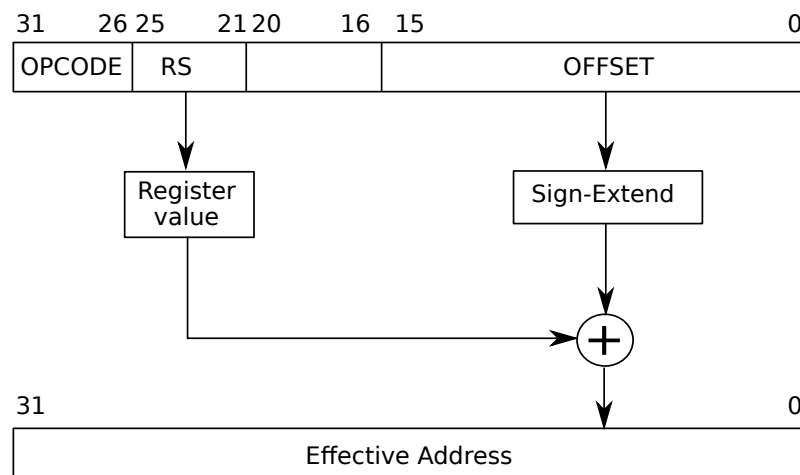 31 26 25 21 20 16 15 0
OPCODE RS OFFSET
Register
value
Sign-Extend
+
31 0
Effective Address